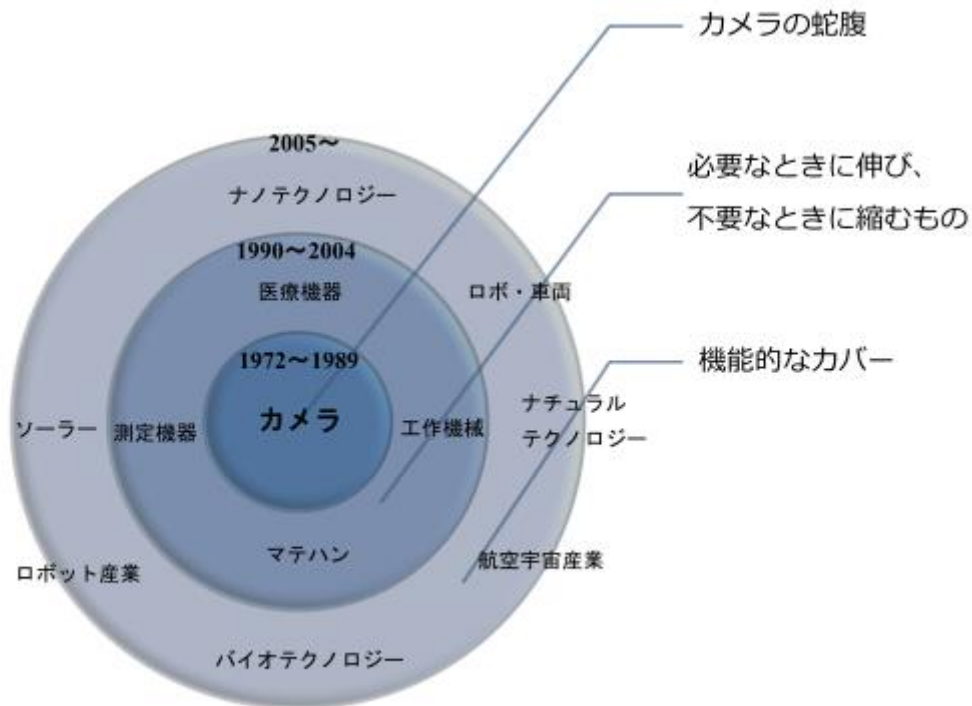 カメラの蛇腹
必要なときに伸び、
不要なときに縮むもの
機能的なカバー
2005～
ナノテクノロジー
1990～2004
医療機器
ロボ・車両
1972～1989
カメラ
ソーラー
測定機器
工作機械
ナチュラル
テクノロジー
マテハン
ロボット産業
航空宇宙産業
バイオテクノロジー